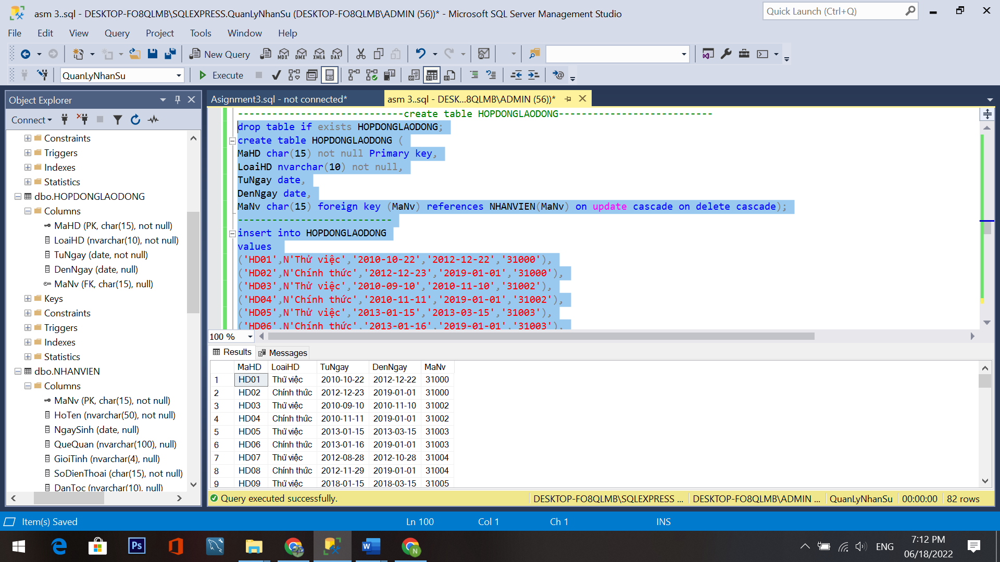 asm 3..sql - DESKTOP-FO8QLMB\SQLEXPRESS.QuanLyNhanSu (DESKTOP-FO8QLMB\ADMIN (56))* - Microsoft SQL Server Management Studio
Quick Launch (Ctrl+Q)
File Edit View Query Project Tools Window Help
New Query MDX DMX XMLA DAX
QuanLyNhanSu Execute
Object Explorer
Asignment3.sql - not connected*
asm 3..sql - DESK...8QLMB\ADMIN (56))*
Connect
Constraints
Triggers
Indexes
Statistics
dbo.HOPDONGLAODONG
Columns
MaHD (PK, char(15), not null)
LoaiHD (nvarchar(10), not null)
TuNgay (date, not null)
DenNgay (date, null)
MaNv (FK, char(15), null)
Keys
Constraints
Triggers
Indexes
Statistics
dbo.NHANVIEN
Columns
MaNv (PK, char(15), not null)
HoTen (nvarchar(50), not null)
NgaySinh (date, null)
QueQuan (nvarchar(100), null)
GioiTinh (nvarchar(4), null)
SoDienThoai (char(15), not null)
DanToc (nvarchar(10), null)
-----------------------------create table HOPDONGLAODONG---------------------------
drop table if exists HOPDONGLAODONG;
create table HOPDONGLAODONG (
MaHD char(15) not null Primary key,
LoaiHD nvarchar(10) not null,
TuNgay date,
DenNgay date,
MaNv char(15) foreign key (MaNv) references NHANVIEN(MaNv) on update cascade on delete cascade);
---------------------------
insert into HOPDONGLAODONG
values
('HD01',N'Thử việc','2010-10-22','2012-12-22','31000'),
('HD02',N'Chính thức','2012-12-23','2019-01-01','31000'),
('HD03',N'Thử việc','2010-09-10','2010-11-10','31002'),
('HD04',N'Chính thức','2010-11-11','2019-01-01','31002'),
('HD05',N'Thử việc','2013-01-15','2013-03-15','31003'),
('HD06',N'Chính thức','2013-01-16','2019-01-01','31003'),
100 %
Results Messages
MaHD LoaiHD TuNgay DenNgay MaNv
1 HD01 Thử việc 2010-10-22 2012-12-22 31000
2 HD02 Chính thức 2012-12-23 2019-01-01 31000
3 HD03 Thử việc 2010-09-10 2010-11-10 31002
4 HD04 Chính thức 2010-11-11 2019-01-01 31002
5 HD05 Thử việc 2013-01-15 2013-03-15 31003
6 HD06 Chính thức 2013-01-16 2019-01-01 31003
7 HD07 Thử việc 2012-08-28 2012-10-28 31004
8 HD08 Chính thức 2012-11-29 2019-01-01 31004
9 HD09 Thử việc 2018-01-15 2018-03-15 31005
Query executed successfully. DESKTOP-FO8QLMB\SQLEXPRESS ... DESKTOP-FO8QLMB\ADMIN ... QuanLyNhanSu 00:00:00 82 rows
Item(s) Saved Ln 100 Col 1 Ch 1 INS
Ps W N ENG
7:12 PM
06/18/2022